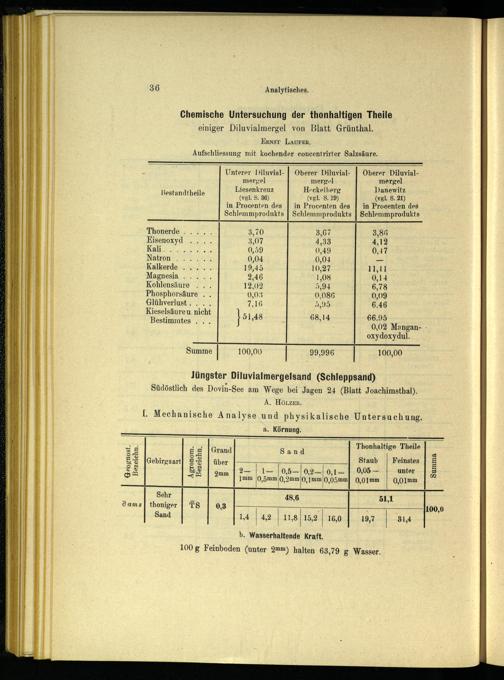 36 Analytisches.
Chemische Untersuchung der thonhaltigen Theile
einiger Diluvialmergel von Blatt Grünthal.
Ernst Laufer.
Aufschliessung mit kochender concentrirter Salzsäure.
Bestandtheile | Unterer Diluvial-mergel Liesenkreuz (vgl. S. 36) in Procenten des Schlemmprodukts | Oberer Diluvial-mergel Heckelberg (vgl. S. 19) in Procenten des Schlemmprodukts | Oberer Diluvial-mergel Danewitz (vgl. S. 21) in Procenten des Schlemmprodukts
Thonerde . . . . . 3,70 3,67 3,86
Eisenoxyd . . . . 3,07 4,33 4,12
Kali . . . . . . . . 0,59 0,49 0,47
Natron . . . . . . 0,04 0,04 —
Kalkerde . . . . . 19,45 10,27 11,11
Magnesia . . . . . 2,46 1,08 0,14
Kohlensäure . . . 12,02 5,94 6,78
Phosphorsäure . . 0,03 0,086 0,09
Glühverlust . . . . 7,16 5,95 6,46
Kieselsäure u. nicht
Bestimmtes . . . } 51,48 68,14 66,95
0,02 Mangan-
oxydoxydul.
Summe 100,00 99,996 100,00
Jüngster Diluvialmergelsand (Schleppsand)
Südöstlich des Dovin-See am Wege bei Jagen 24 (Blatt Joachimsthal).
A. Hölzer.
I. Mechanische Analyse und physikalische Untersuchung.
a. Körnung.
Geognost. Bezeichn. | Gebirgsart | Agronom. Bezeichn. | Grand über 2mm | Sand | Thonhaltige Theile | Summa
2—1mm | 1—0,5mm | 0,5—0,2mm | 0,2—0,1mm | 0,1—0,05mm | Staub 0,05—0,01mm | Feinstes unter 0,01mm
∂ams | Sehr thoniger Sand | T̄S | 0,3 | 48,6 | 51,1 | 100,0
1,4 | 4,2 | 11,8 | 15,2 | 16,0 | 19,7 | 31,4
b. Wasserhaltende Kraft.
100 g Feinboden (unter 2mm) halten 63,79 g Wasser.